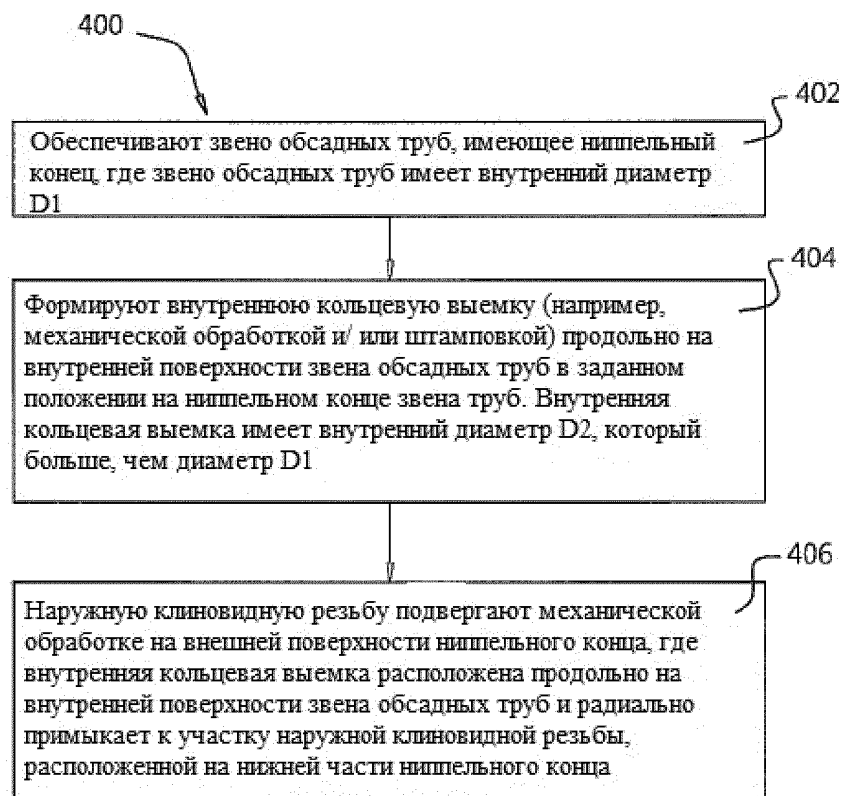 400
402
Обеспечивают звено обсадных труб, имеющее ниппельный
конец, где звено обсадных труб имеет внутренний диаметр
D1
404
Формируют внутреннюю кольцевую выемку (например,
механической обработкой и/ или штамповкой) продольно на
внутренней поверхности звена обсадных труб в заданном
положении на ниппельном конце звена труб. Внутренняя
кольцевая выемка имеет внутренний диаметр D2, который
больше, чем диаметр D1
406
Наружную клиновидную резьбу подвергают механической
обработке на внешней поверхности ниппельного конца, где
внутренняя кольцевая выемка расположена продольно на
внутренней поверхности звена обсадных труб и радиально
примыкает к участку наружной клиновидной резьбы,
расположенной на нижней части ниппельного конца